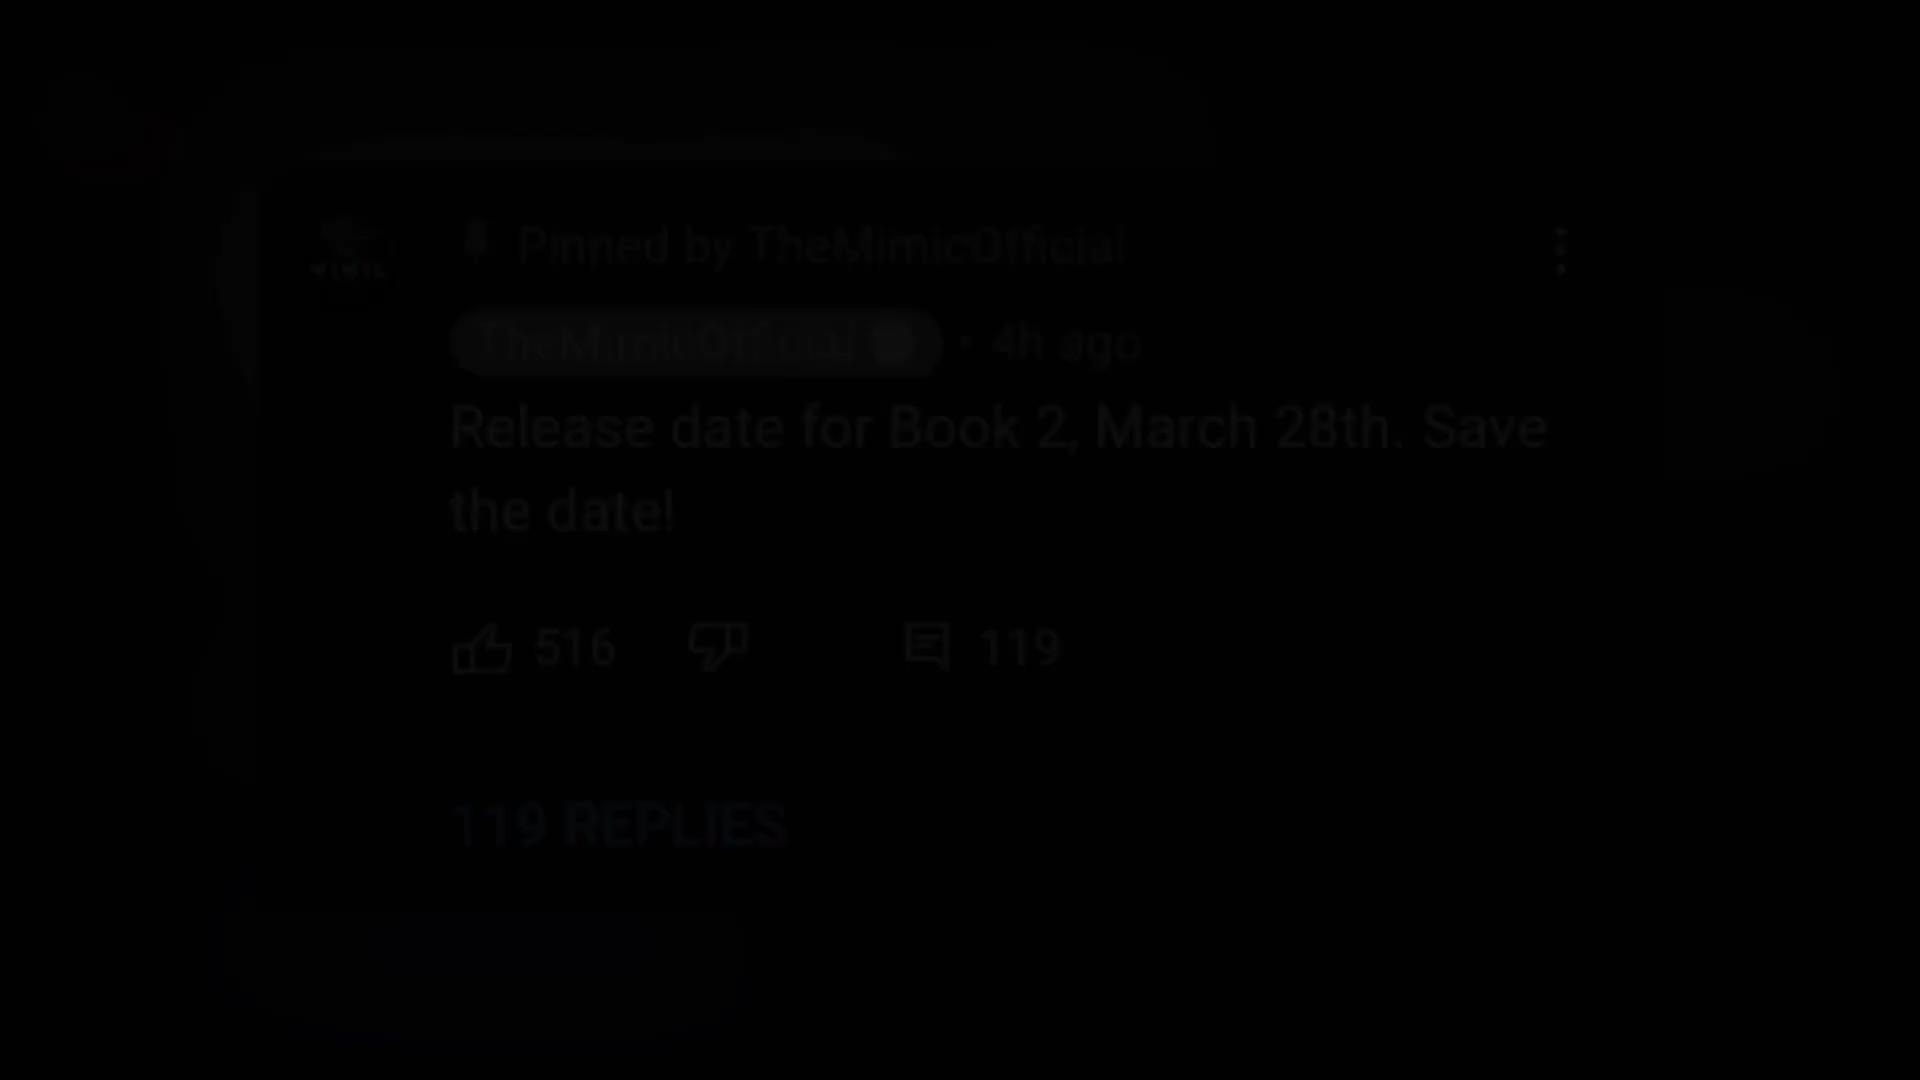 Pinned by TheMimicOfficial
TheMimicOfficial · 4h ago
Release date for Book 2, March 28th. Save
the date!
516 119
119 REPLIES